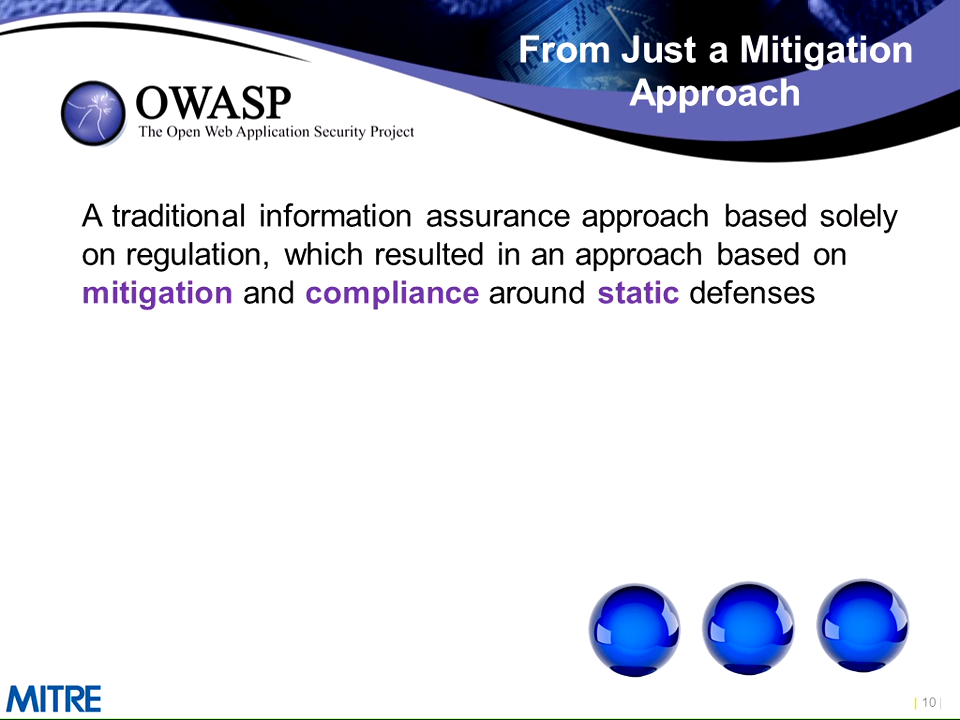 From Just a Mitigation
Approach
OWASP
The Open Web Application Security Project
A traditional information assurance approach based solely
on regulation, which resulted in an approach based on
mitigation and compliance around static defenses
MITRE
| 10 |